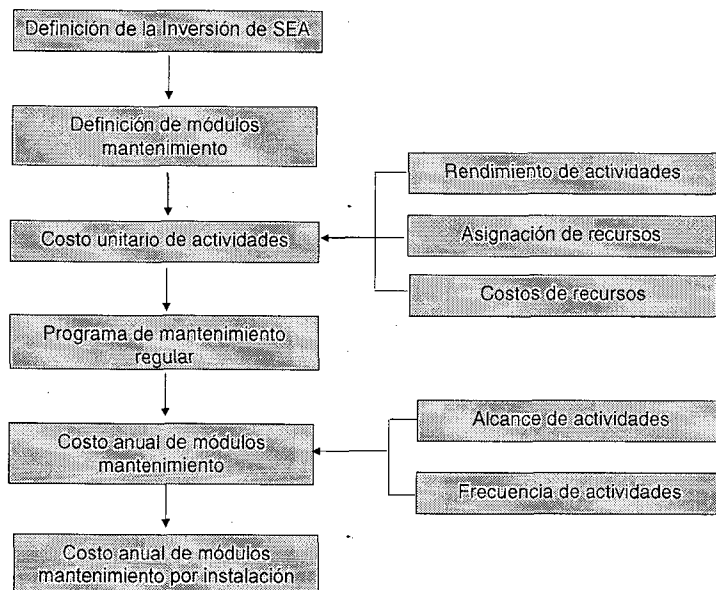 Definición de la Inversión de SEA
Definición de módulos
mantenimiento
Costo unitario de actividades
Rendimiento de actividades
Asignación de recursos
Costos de recursos
Programa de mantenimiento
regular
Costo anual de módulos
mantenimiento
Alcance de actividades
Frecuencia de actividades
Costo anual de módulos
mantenimiento por instalación